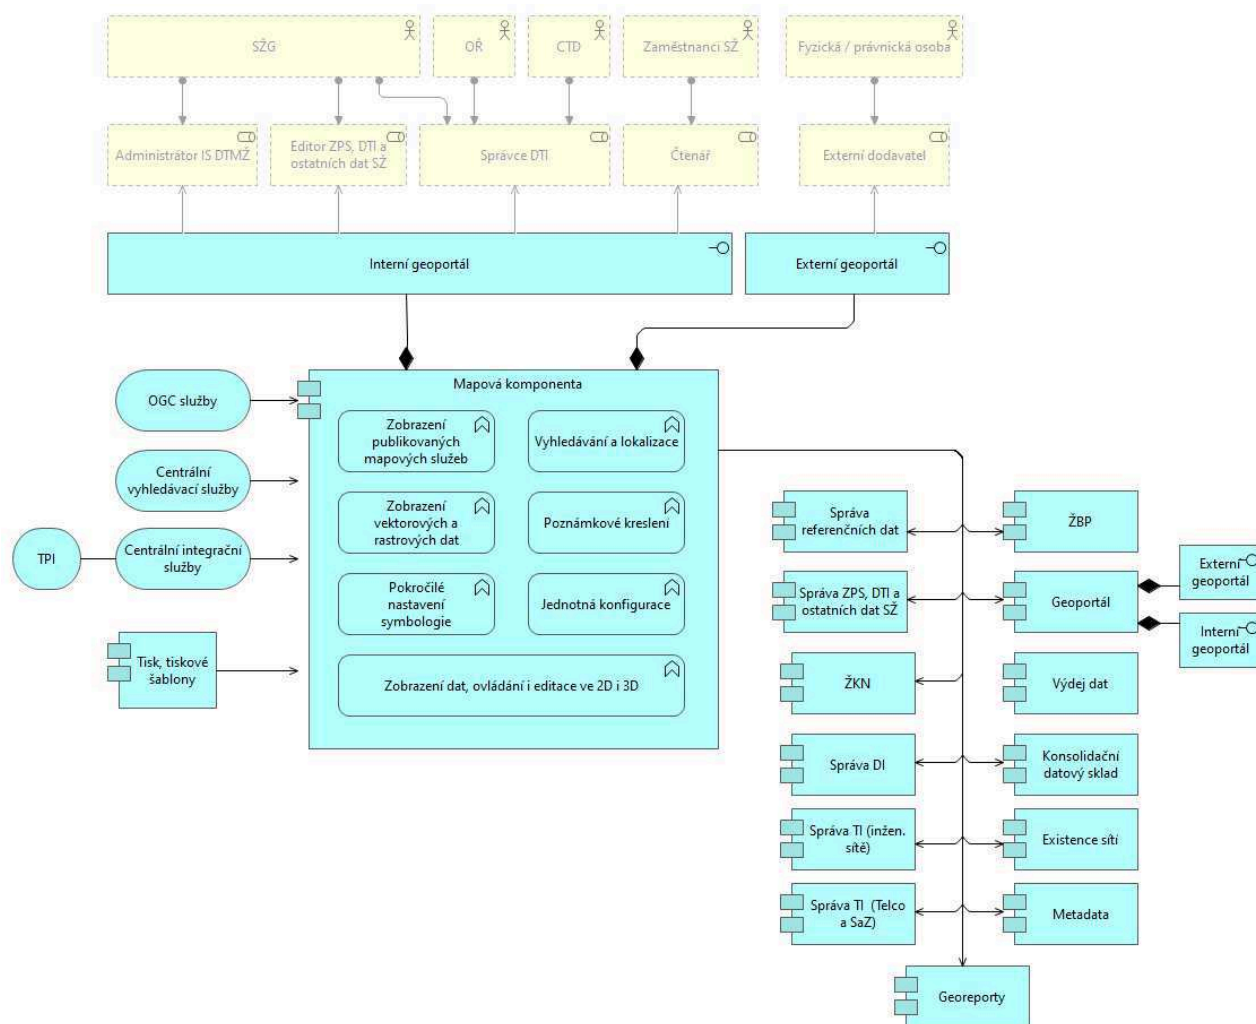 SŽG
OŘ
CTD
Zaměstnanci SŽ
Fyzická / právnická osoba
Administrátor IS DTMŽ
Editor ZPS, DTI a
ostatních dat SŽ
Správce DTI
Čtenář
Externí dodavatel
Interní geoportál
Externí geoportál
Mapová komponenta
OGC služby
Centrální
vyhledávací služby
TPI
Centrální integrační
služby
Tisk, tiskové
šablony
Zobrazení
publikovaných
mapových služeb
Vyhledávání a lokalizace
Zobrazení
vektorových a
rastrových dat
Poznámkové kreslení
Pokročilé
nastavení
symbologie
Jednotná konfigurace
Zobrazení dat, ovládání i editace ve 2D i 3D
Správa
referenčních dat
ŽBP
Správa ZPS, DTI a
ostatních dat SŽ
Geoportál
Externí
geoportál
Interní
geoportál
ŽKN
Výdej dat
Správa DI
Konsolidační
datový sklad
Správa TI (inžen.
sítě)
Existence sítí
Správa TI (Telco
a SaZ)
Metadata
Georeporty